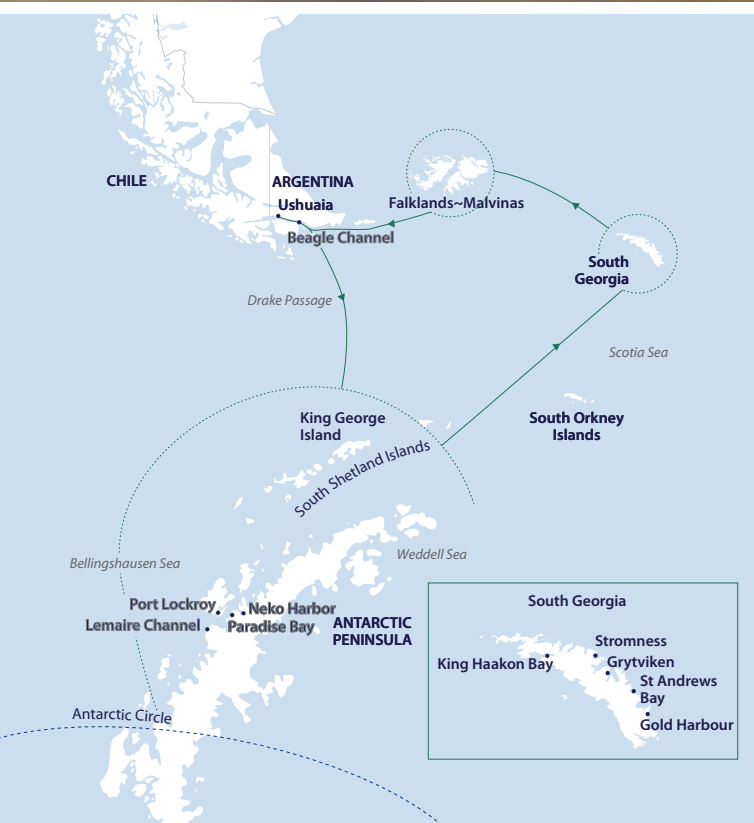 CHILE
ARGENTINA
Ushuaia
Beagle Channel
Falklands~Malvinas
South
Georgia
Drake Passage
Scotia Sea
King George
Island
South Shetland Islands
South Orkney
Islands
Weddell Sea
Bellingshausen Sea
Port Lockroy
Neko Harbor
Lemaire Channel
Paradise Bay
ANTARCTIC
PENINSULA
Antarctic Circle
South Georgia
Stromness
King Haakon Bay
Grytviken
St Andrews
Bay
Gold Harbour